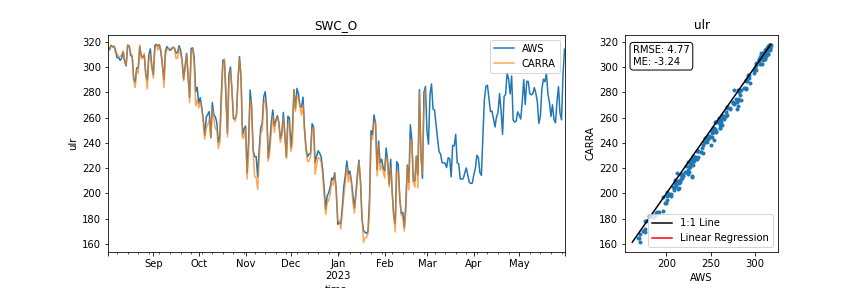 SWC_O
ulr
320
300
280
260
240
220
200
180
160
ulr
AWS
CARRA
Sep
Oct
Nov
Dec
Jan
2023
Feb
Mar
Apr
May
time
320
300
280
260
240
220
200
180
160
CARRA
RMSE: 4.77
ME: -3.24
1:1 Line
Linear Regression
200
250
300
AWS